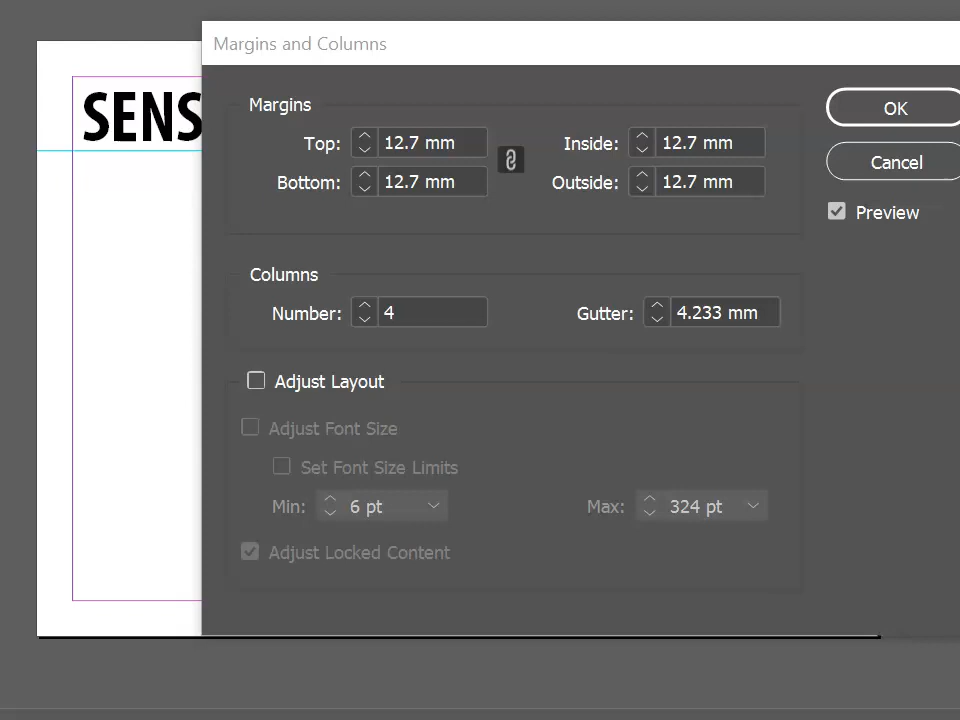 Margins and Columns
SENS
Margins
OK
Top: 12.7 mm Inside: 12.7 mm
Cancel
Bottom: 12.7 mm Outside: 12.7 mm
Preview
Columns
Number: 4 Gutter: 4.233 mm
Adjust Layout
Adjust Font Size
Set Font Size Limits
Min: 6 pt Max: 324 pt
Adjust Locked Content